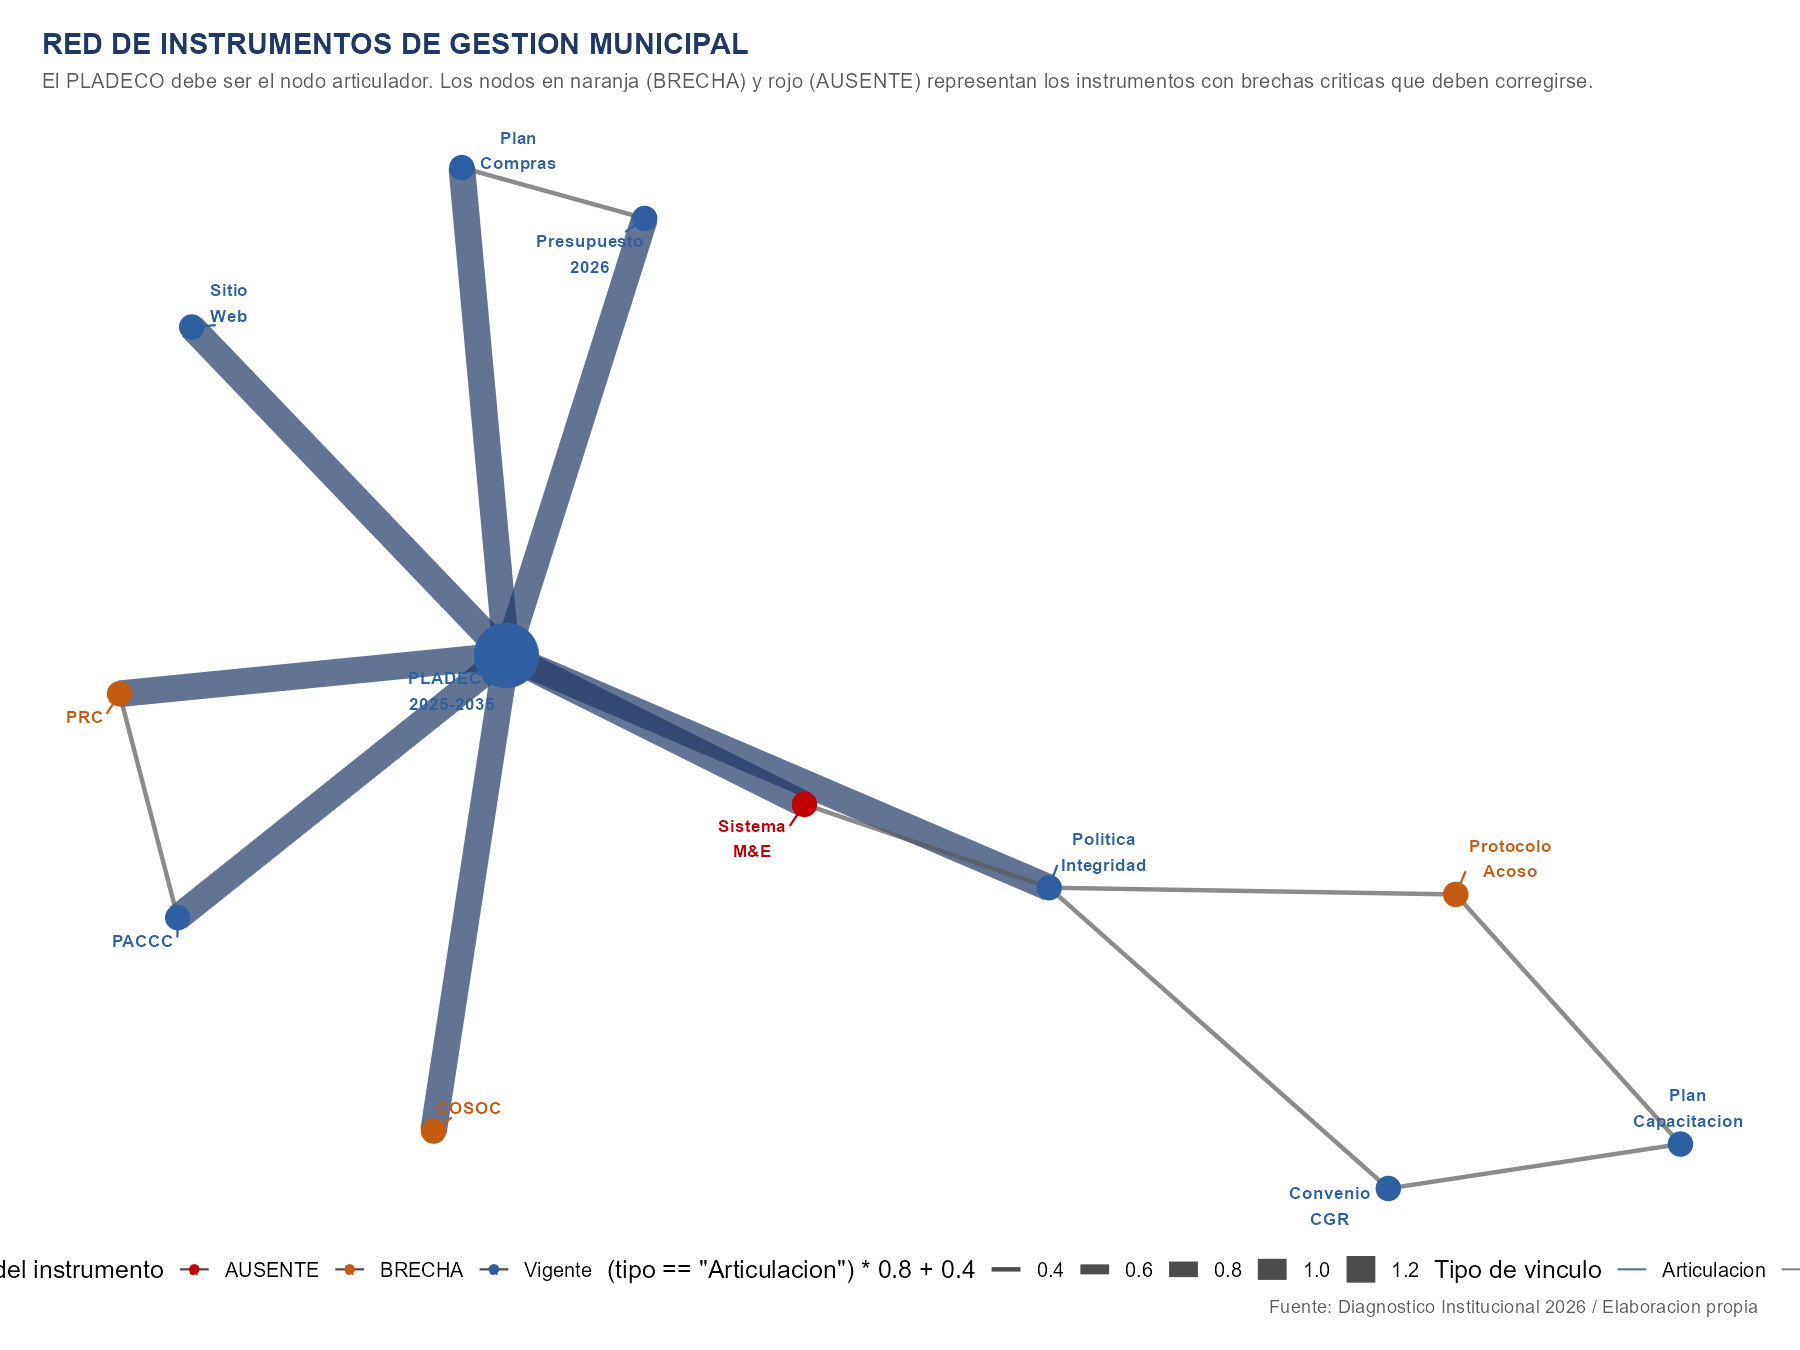 RED DE INSTRUMENTOS DE GESTION MUNICIPAL
El PLADECO debe ser el nodo articulador. Los nodos en naranja (BRECHA) y rojo (AUSENTE) representan los instrumentos con brechas criticas que deben corregirse.
Plan
Compras
Presupuesto
2026
Sitio
Web
PLADECO
2025-2035
PRC
Sistema
M&E
Politica
Integridad
Protocolo
Acoso
PACCC
COSOC
Plan
Capacitacion
Convenio
CGR
del instrumento AUSENTE BRECHA Vigente (tipo == "Articulacion") * 0.8 + 0.4 0.4 0.6 0.8 1.0 1.2 Tipo de vinculo Articulacion
Fuente: Diagnostico Institucional 2026 / Elaboracion propia